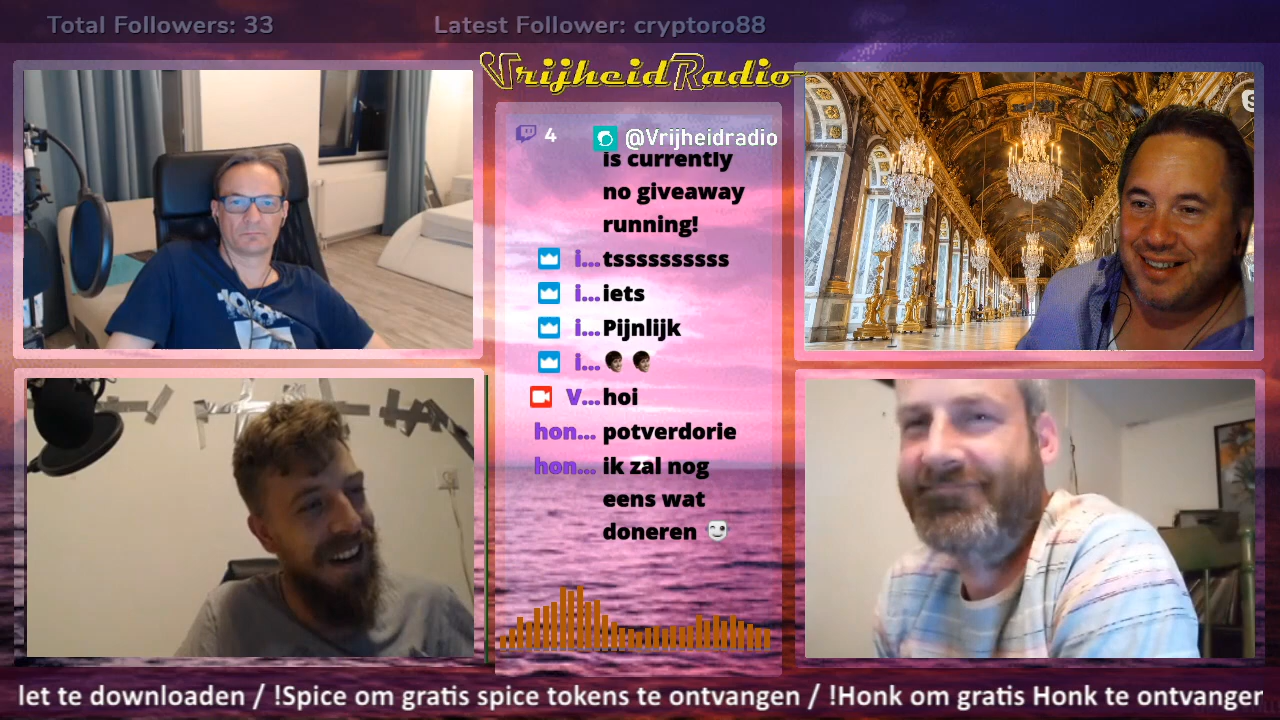 Total Followers: 33
Latest Follower: cryptoro88
VrijheidRadio
4
@Vrijheidradio
is currently
no giveaway
running!
i... tssssssssss
i... iets
i... Pijnlijk
i...
V... hoi
hon... potverdorie
hon... ik zal nog
eens wat
doneren
let te downloaden / !Spice om gratis spice tokens te ontvangen / !Honk om gratis Honk te ontvanger